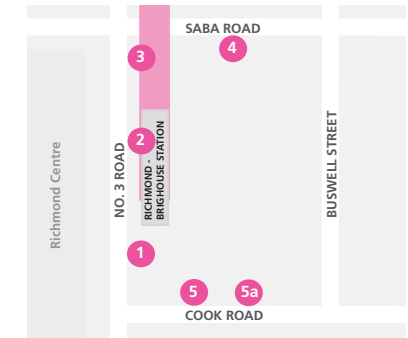 SABA ROAD
3
4
2
RICHMOND -
BRIGHOUSE STATION
NO. 3 ROAD
Richmond Centre
BUSWELL STREET
1
5
5a
COOK ROAD